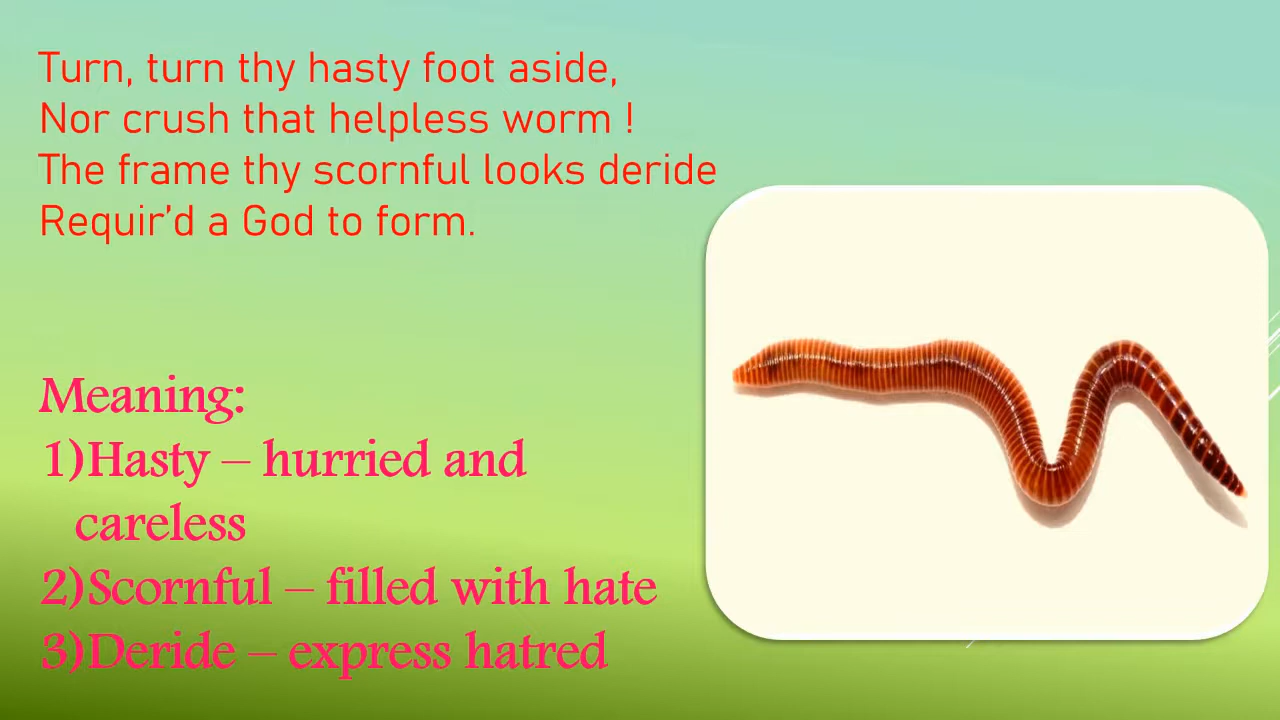 Turn, turn thy hasty foot aside,
Nor crush that helpless worm !
The frame thy scornful looks deride
Requir’d a God to form.
Meaning:
1)Hasty – hurried and
careless
2)Scornful – filled with hate
3)Deride – express hatred